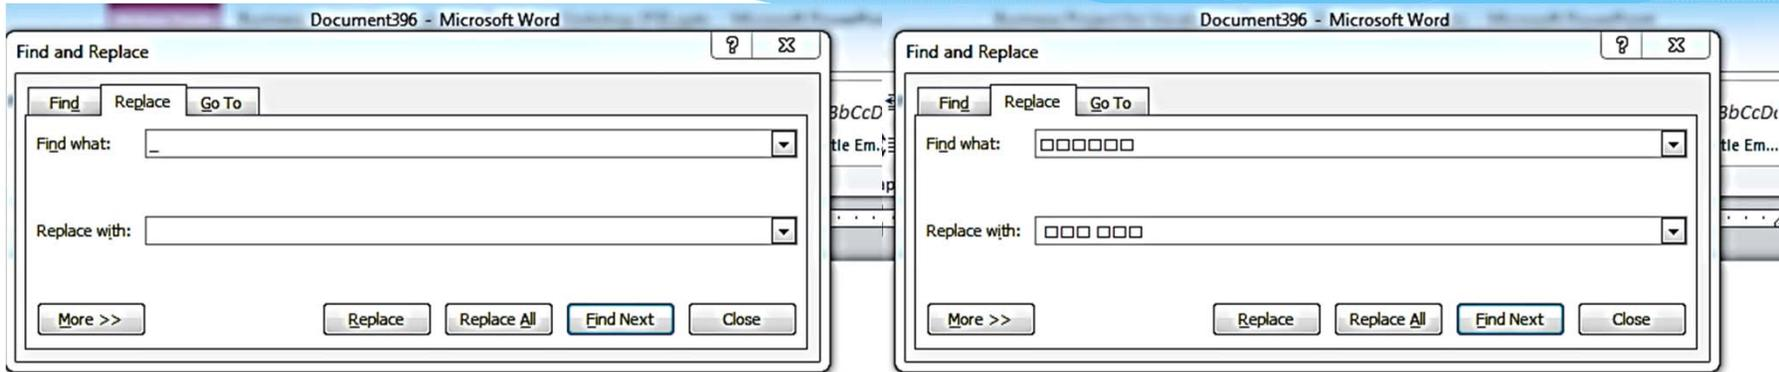 Document396 - Microsoft Word
Find and Replace
Find
Replace
Go To
Find what:
_
Replace with:
More >>
Replace
Replace All
Find Next
Close
tle Em...
Document396 - Microsoft Word
Find and Replace
Find
Replace
Go To
Find what:
□□□□□□
Replace with:
□□□ □□□
More >>
Replace
Replace All
Find Next
Close
tle Em...